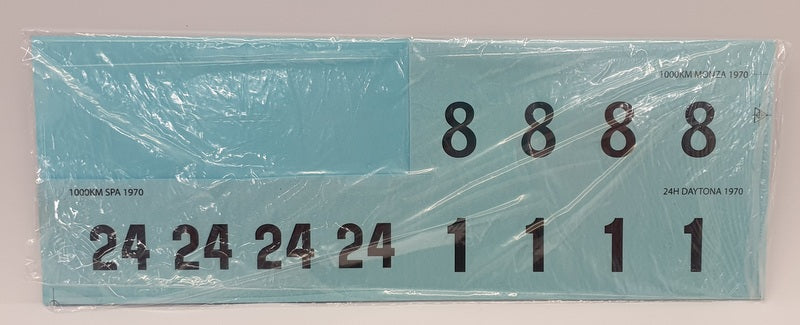 1000KM MONZA 1970
8 8 8 8
1000KM SPA 1970
24H DAYTONA 1970
24 24 24 24
1 1 1 1